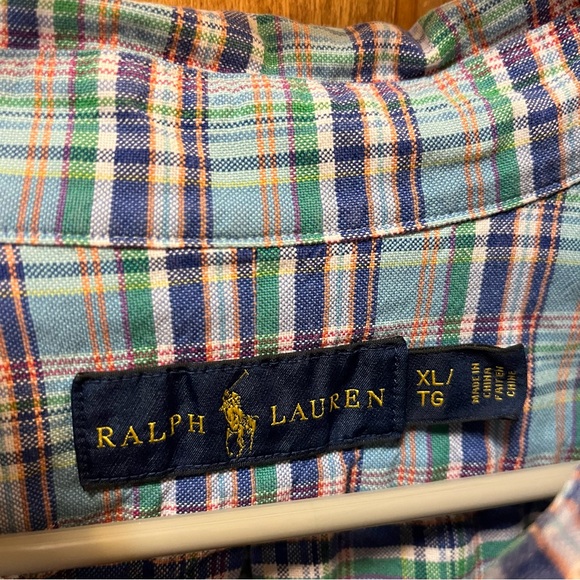 RALPH LAUREN
XL/
TG
MADE IN
CHINA
FAIT EN
CHINE